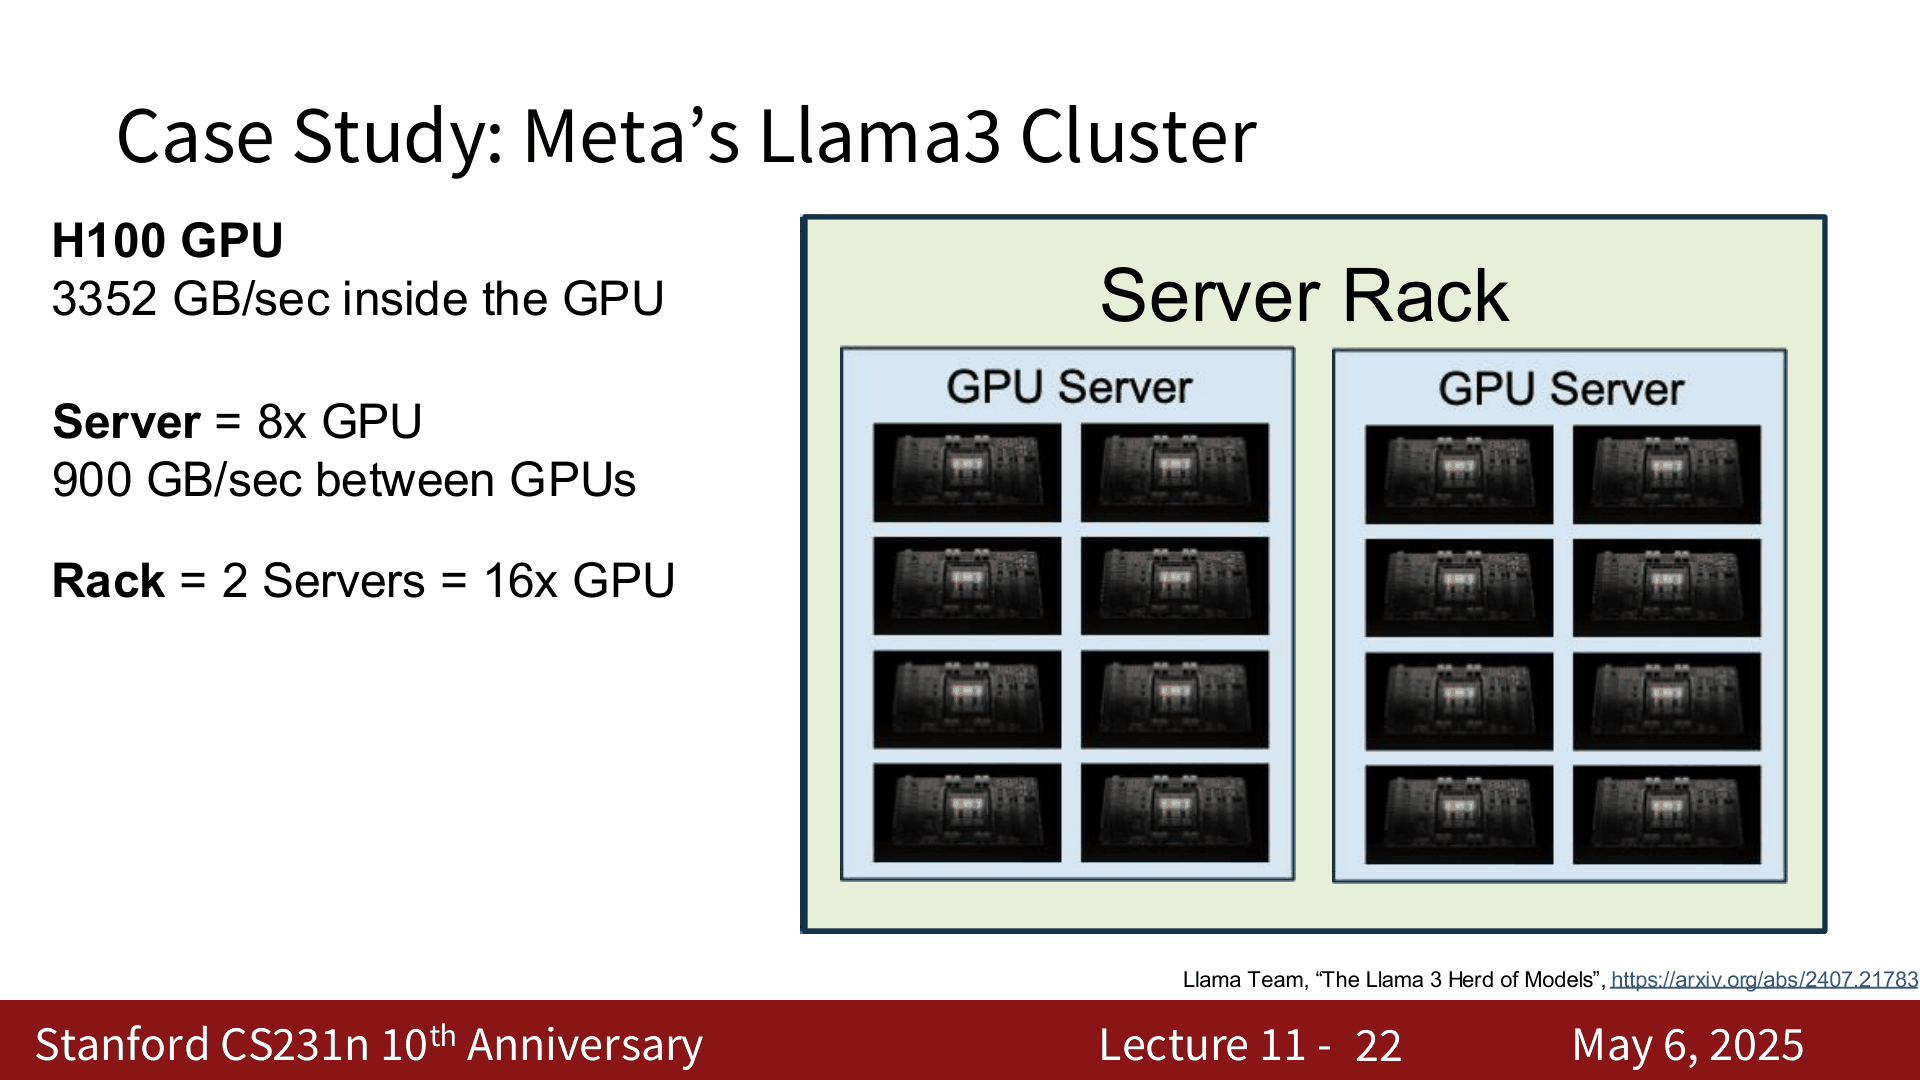 Case Study: Meta’s Llama3 Cluster
H100 GPU
3352 GB/sec inside the GPU
Server = 8x GPU
900 GB/sec between GPUs
Rack = 2 Servers = 16x GPU
Server Rack
GPU Server
GPU Server
Llama Team, “The Llama 3 Herd of Models”, https://arxiv.org/abs/2407.21783
Stanford CS231n 10th Anniversary
Lecture 11 - 22
May 6, 2025